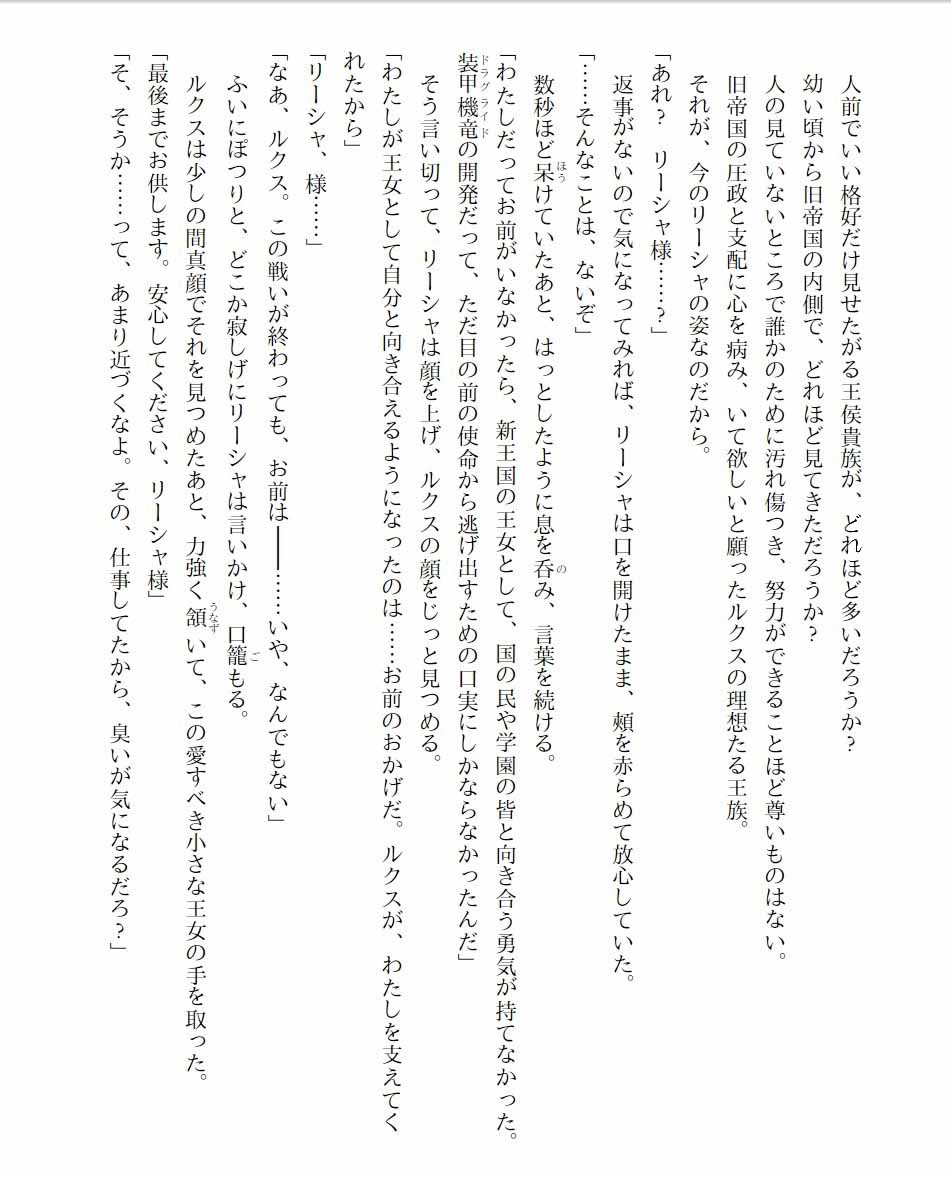 人前でいい格好だけ見せたがる王侯貴族が、どれほど多いだろうか?
幼い頃から旧帝国の内側で、どれほど見てきただろうか?
人の見ていないところで誰かのために汚れ傷つき、努力ができることほど尊いものはない。
旧帝国の圧政と支配に心を病み、いて欲しいと願ったルクスの理想たる王族。
それが、今のリーシャの姿なのだから。
「あれ? リーシャ様……?」
返事がないので気になってみれば、リーシャは口を開けたまま、頰を赤らめて放心していた。
「……そんなことは、ないぞ」
数秒ほど呆ほうけていたあと、はっとしたように息を呑のみ、言葉を続ける。
「わたしだってお前がいなかったら、新王国の王女として、国の民や学園の皆と向き合う勇気が持てなかった。
装甲機竜ドラグライドの開発だって、ただ目の前の使命から逃げ出すための口実にしかならなかったんだ」
そう言い切って、リーシャは顔を上げ、ルクスの顔をじっと見つめる。
「わたしが王女として自分と向き合えるようになったのは……お前のおかげだ。ルクスが、わたしを支えてく
れたから」
「リーシャ、様……」
「なあ、ルクス。この戦いが終わっても、お前は――……いや、なんでもない」
ふいにぽつりと、どこか寂しげにリーシャは言いかけ、口籠ごもる。
ルクスは少しの間真顔でそれを見つめたあと、力強く頷うなずいて、この愛すべき小さな王女の手を取った。
「最後までお供します。安心してください、リーシャ様」
「そ、そうか……って、あまり近づくなよ。その、仕事してたから、臭いが気になるだろ?」